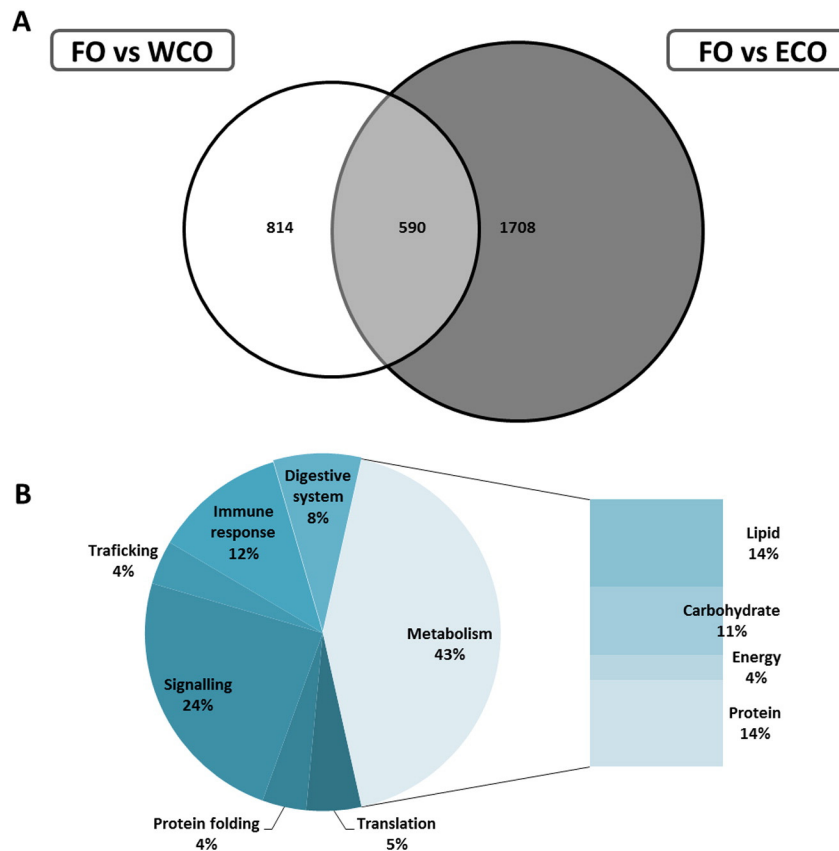 A
FO vs WCO
FO vs ECO
814
590
1708
B
Digestive
system
8%
Immune
response
12%
Traficking
4%
Signalling
24%
Protein folding
4%
Translation
5%
Metabolism
43%
Lipid
14%
Carbohydrate
11%
Energy
4%
Protein
14%